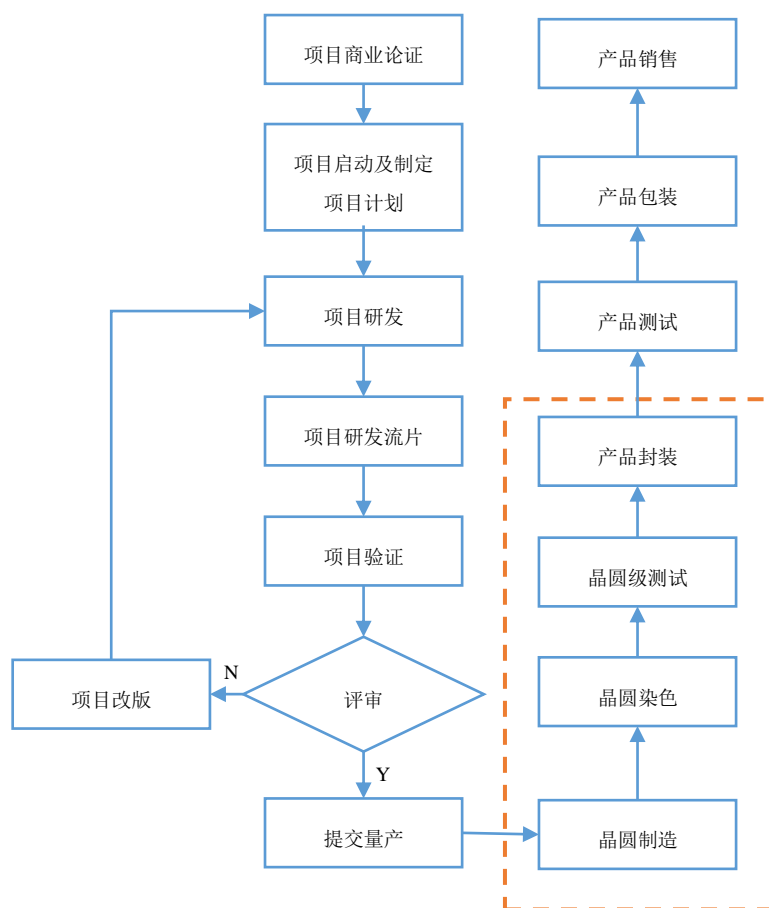 项目商业论证
项目启动及制定
项目计划
项目研发
项目研发流片
项目验证
评审
N
项目改版
Y
提交量产
晶圆制造
晶圆染色
晶圆级测试
产品封装
产品测试
产品包装
产品销售